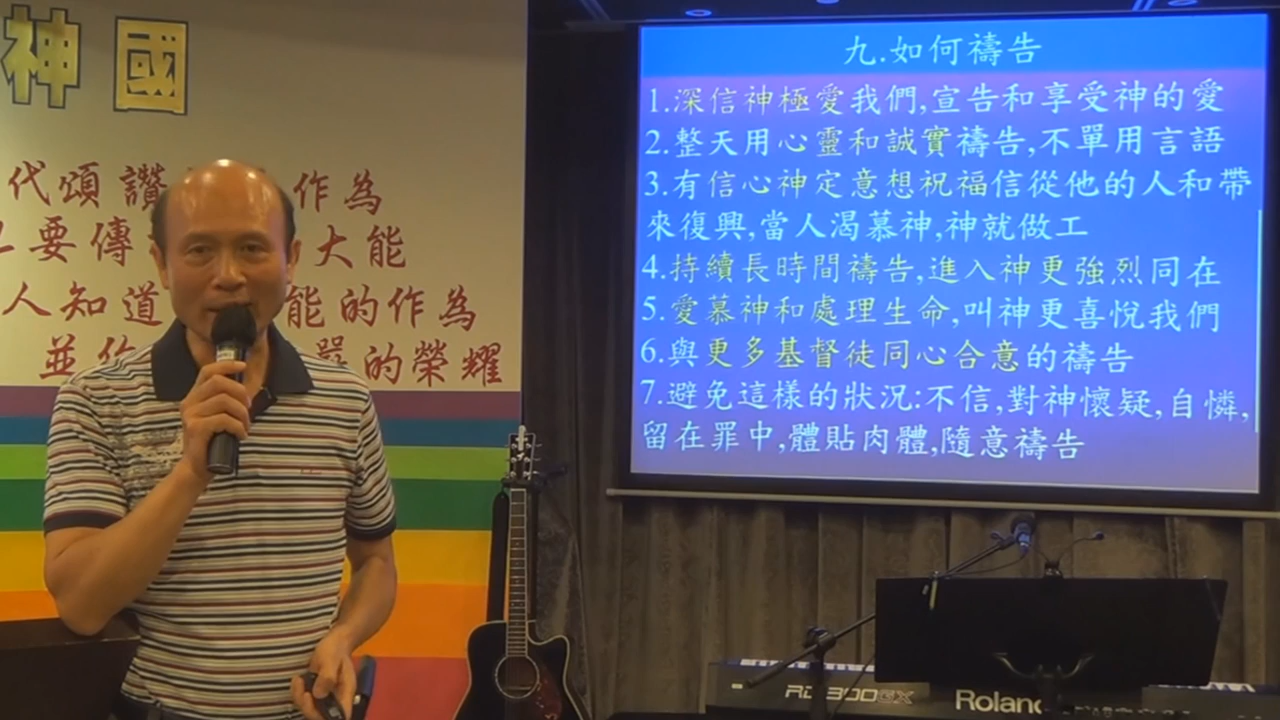 神國
代頌讚 作為
要傳 大能
人知道 能的作為
並 的榮耀
九.如何禱告
1.深信神極愛我們,宣告和享受神的愛
2.整天用心靈和誠實禱告,不單用言語
3.有信心神定意想祝福信從他的人和帶
來復興,當人渴慕神,神就做工
4.持續長時間禱告,進入神更強烈同在
5.愛慕神和處理生命,叫神更喜悅我們
6.與更多基督徒同心合意的禱告
7.避免這樣的狀況:不信,對神懷疑,自憐,
留在罪中,體貼肉體,隨意禱告
RD 300GX
Roland